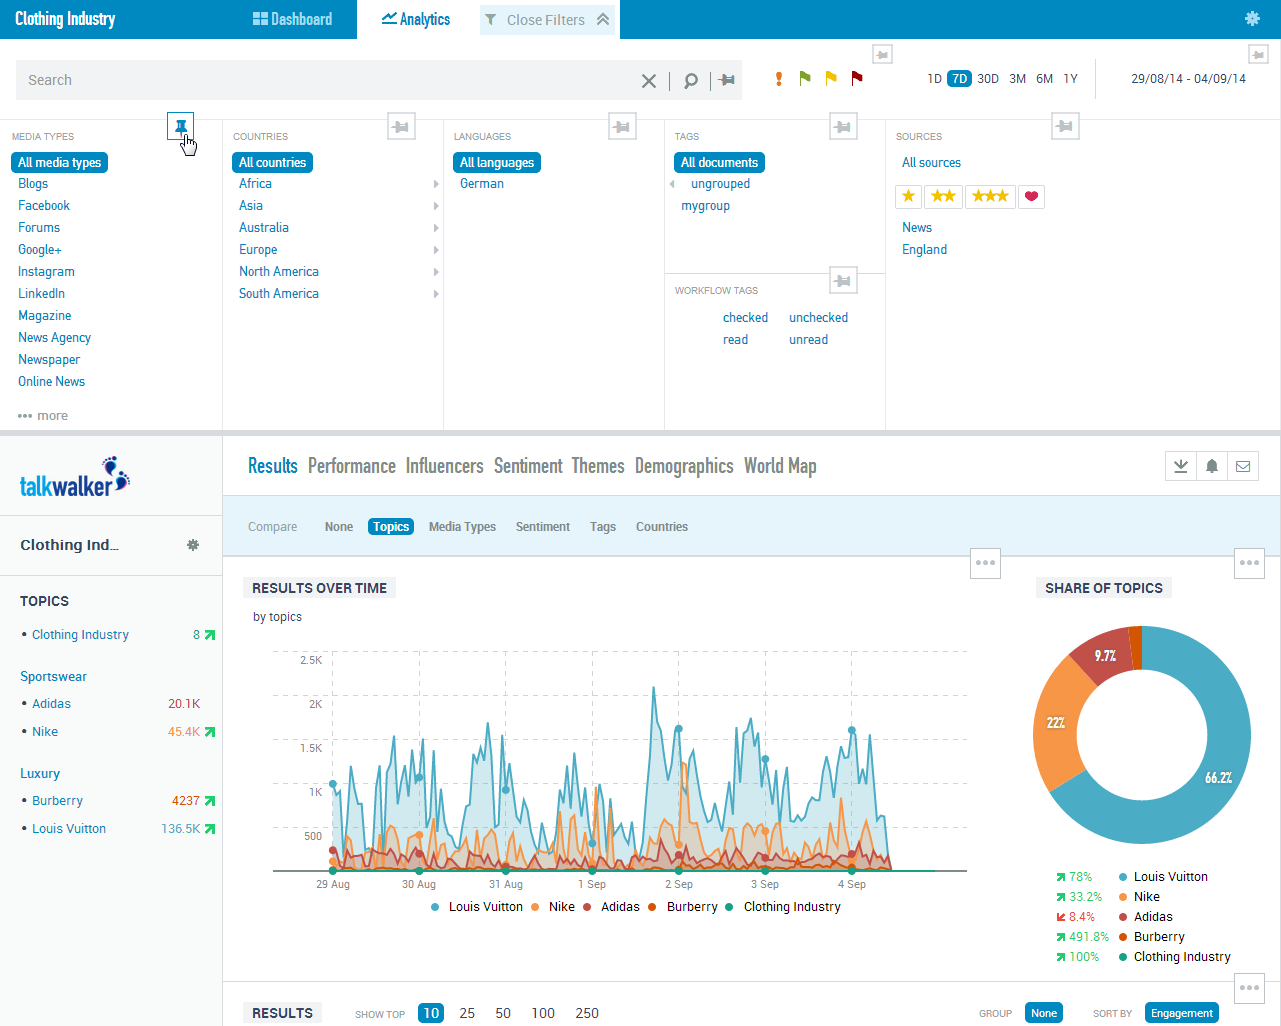 Clothing Industry
Dashboard
Analytics
Close Filters
Search
1D 7D 30D 3M 6M 1Y
29/08/14 - 04/09/14
MEDIA TYPES
All media types
Blogs
Facebook
Forums
Google+
Instagram
LinkedIn
Magazine
News Agency
Newspaper
Online News
••• more
COUNTRIES
All countries
Africa
Asia
Australia
Europe
North America
South America
LANGUAGES
All languages
German
TAGS
All documents
ungrouped
mygroup
WORKFLOW TAGS
checked unchecked
read unread
SOURCES
All sources
News
England
talkwalker
Clothing Ind...
TOPICS
• Clothing Industry 8
Sportswear
• Adidas 20.1K
• Nike 45.4K
Luxury
• Burberry 4237
• Louis Vuitton 136.5K
Results Performance Influencers Sentiment Themes Demographics World Map
Compare None Topics Media Types Sentiment Tags Countries
RESULTS OVER TIME
by topics
2.5K
2K
1.5K
1K
500
29 Aug 30 Aug 31 Aug 1 Sep 2 Sep 3 Sep 4 Sep
Louis Vuitton Nike Adidas Burberry Clothing Industry
SHARE OF TOPICS
9.7%
22%
66.2%
78% Louis Vuitton
33.2% Nike
8.4% Adidas
491.8% Burberry
100% Clothing Industry
RESULTS
SHOW TOP 10 25 50 100 250
GROUP None
SORT BY Engagement